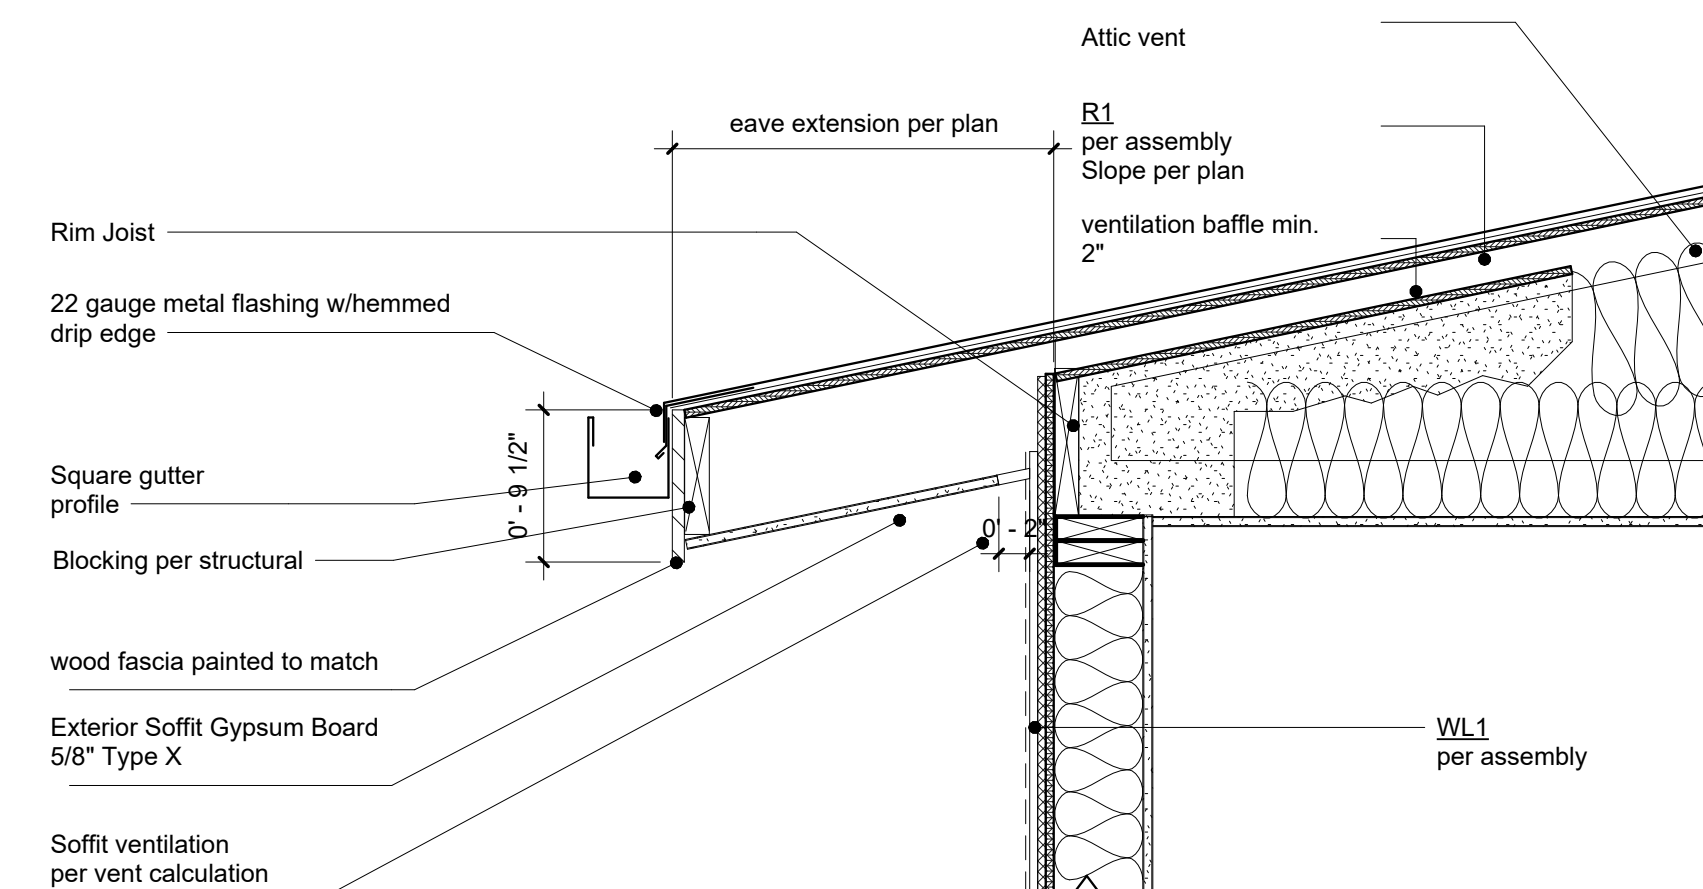 Attic vent
eave extension per plan
R1
per assembly
Slope per plan
ventilation baffle min.
2"
Rim Joist
22 gauge metal flashing w/hemmed
drip edge
0' - 9 1/2"
Square gutter
profile
0' - 2"
Blocking per structural
wood fascia painted to match
Exterior Soffit Gypsum Board
5/8" Type X
WL1
per assembly
Soffit ventilation
per vent calculation